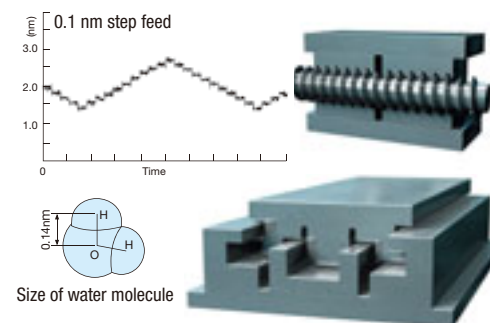 0.1 nm step feed
(nm)
3.0
2.0
1.0
0
Time
0.14nm
H
H
O
Size of water molecule